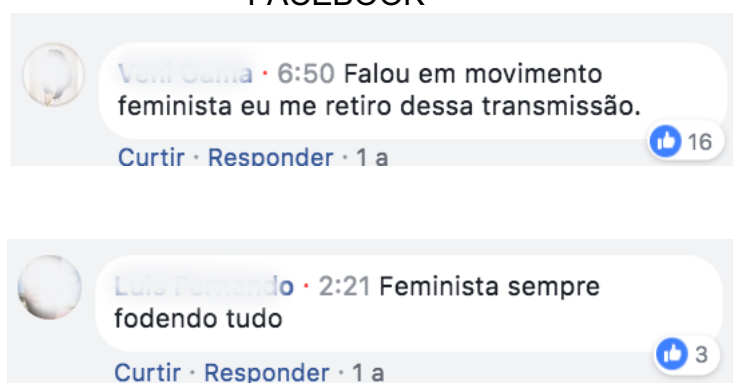 FACEBOOK
· 6:50 Falou em movimento
feminista eu me retiro dessa transmissão.
16
Curtir · Responder · 1 a
· 2:21 Feminista sempre
fodendo tudo
3
Curtir · Responder · 1 a